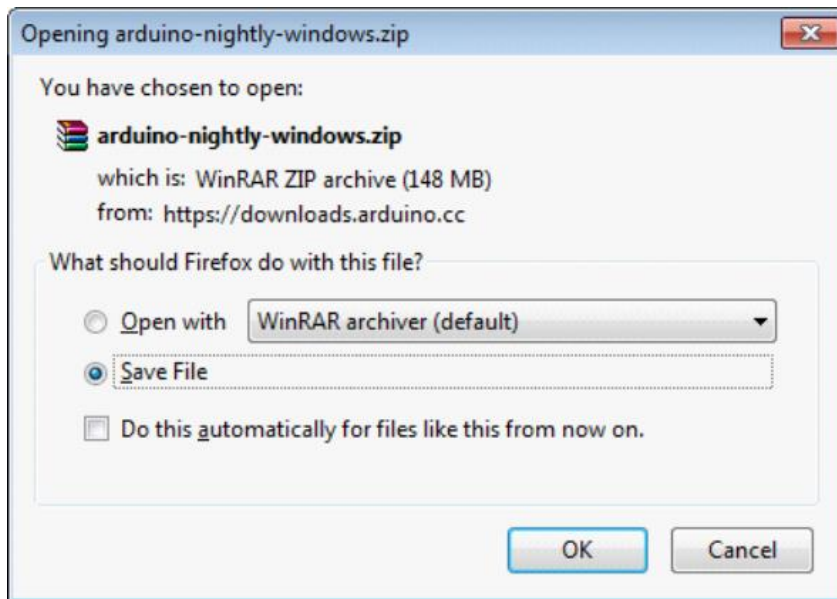 Opening arduino-nightly-windows.zip
You have chosen to open:
arduino-nightly-windows.zip
which is: WinRAR ZIP archive (148 MB)
from: https://downloads.arduino.cc
What should Firefox do with this file?
Open with WinRAR archiver (default)
Save File
Do this automatically for files like this from now on.
OK Cancel